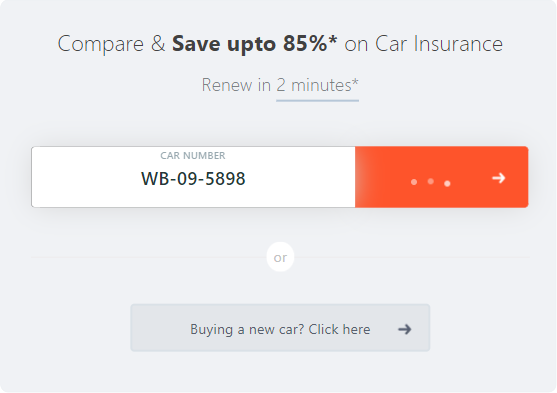 Compare & Save upto 85%* on Car Insurance
Renew in 2 minutes*
CAR NUMBER
WB-09-5898
or
Buying a new car? Click here